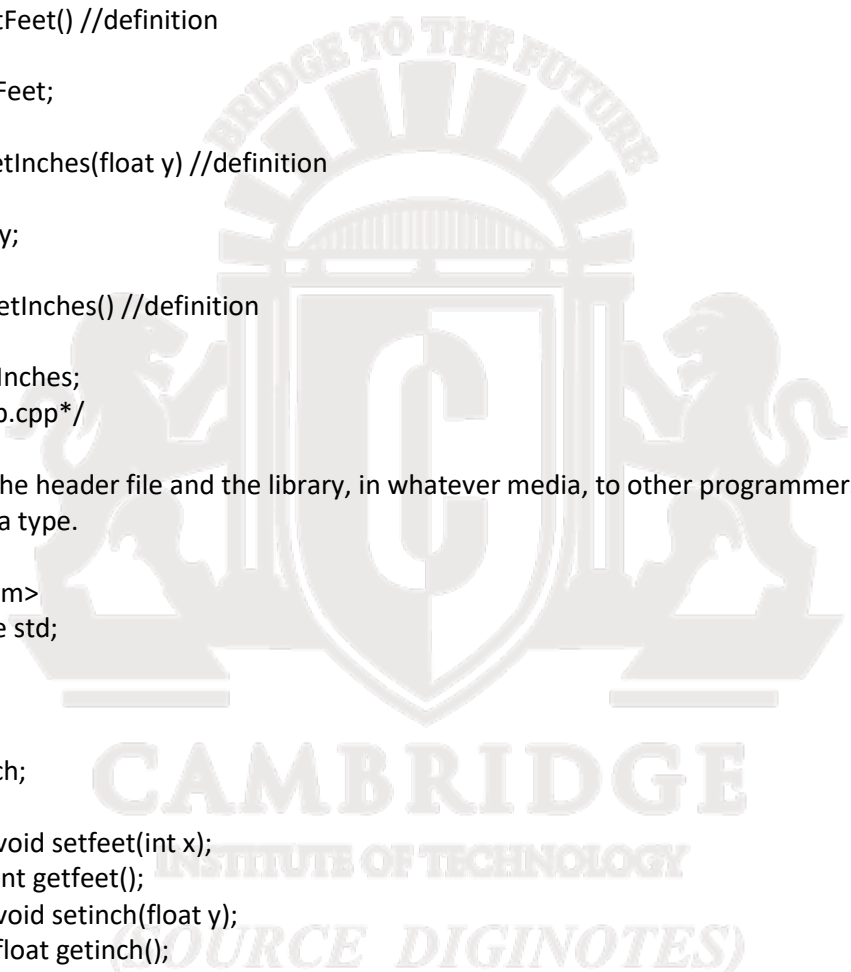 tFeet() //definition
Feet;
etInches(float y) //definition
y;
etInches() //definition
Inches;
p.cpp*/
he header file and the library, in whatever media, to other programmer
a type.
m>
e std;
ch;
void setfeet(int x);
nt getfeet();
void setinch(float y);
float getinch();
BRIDGE TO THE FUTURE
C
CAMBRIDGE
INSTITUTE OF TECHNOLOGY
(SOURCE DIGINOTES)